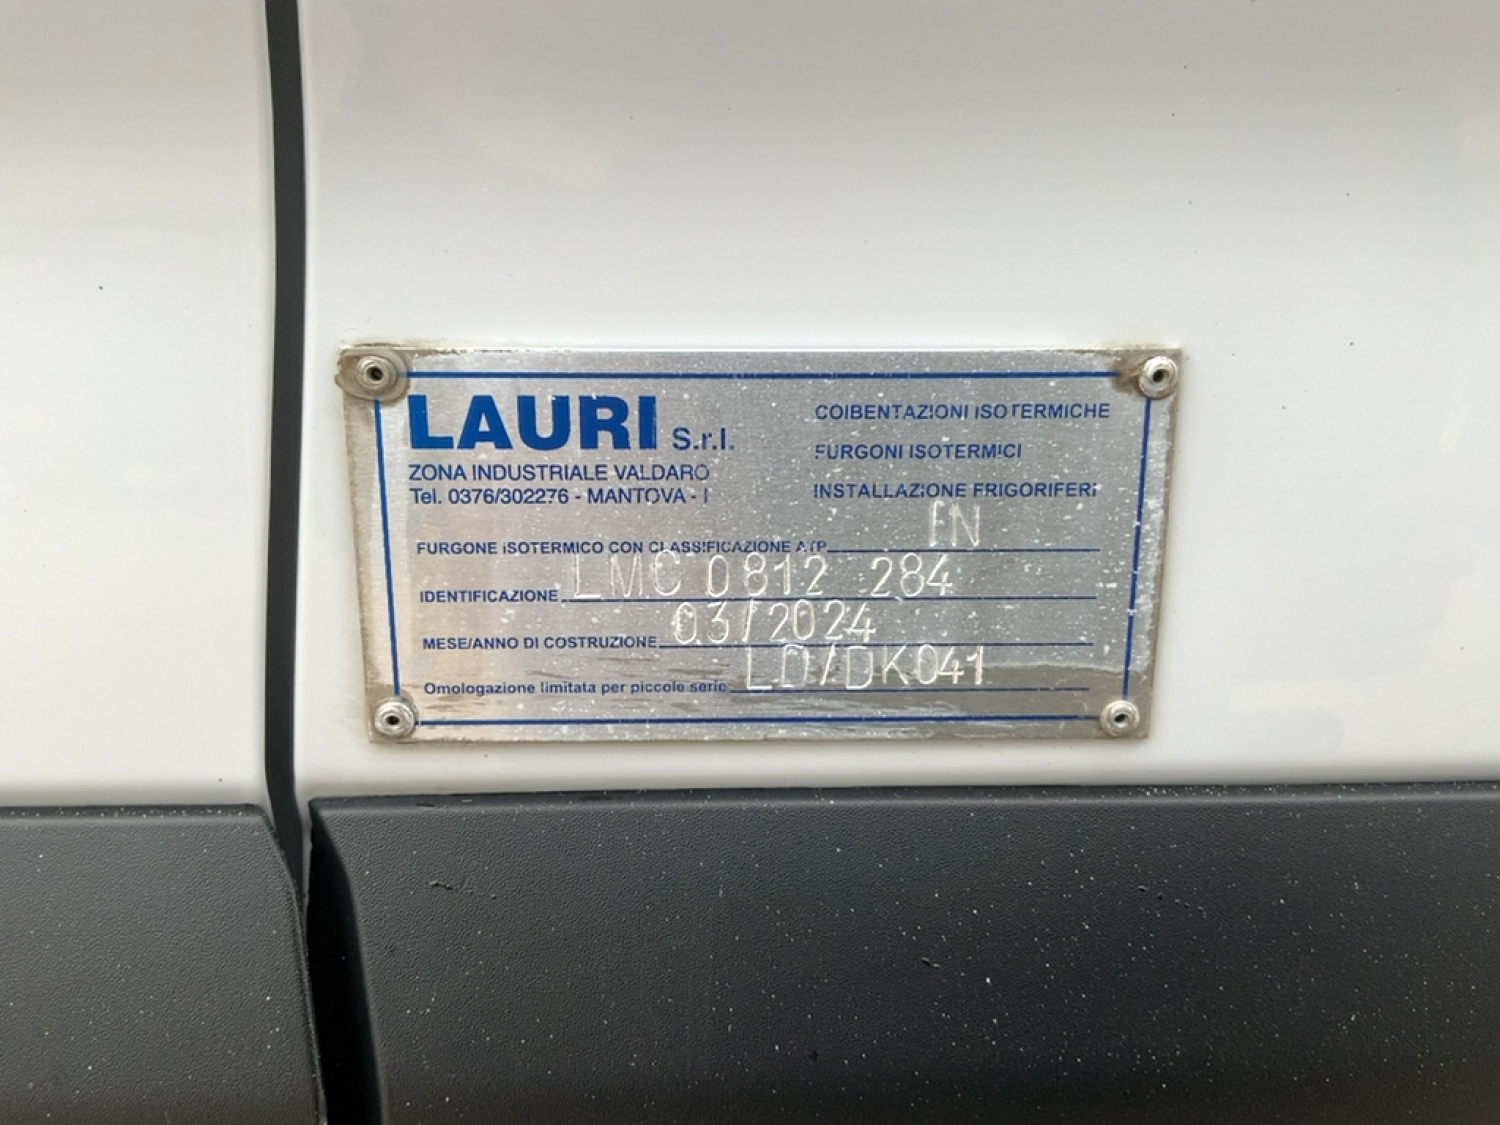 LAURI S.r.l.
ZONA INDUSTRIALE VALDARO
Tel. 0376/302276 - MANTOVA - I
COIBENTAZIONI ISOTERMICHE
FURGONI ISOTERMICI
INSTALLAZIONE FRIGORIFERI
FURGONE ISOTERMICO CON CLASSIFICAZIONE ATP IN
IDENTIFICAZIONE LMC 0812 284
MESE/ANNO DI COSTRUZIONE 03/2024
Omologazione limitata per piccole serie LD/DK041